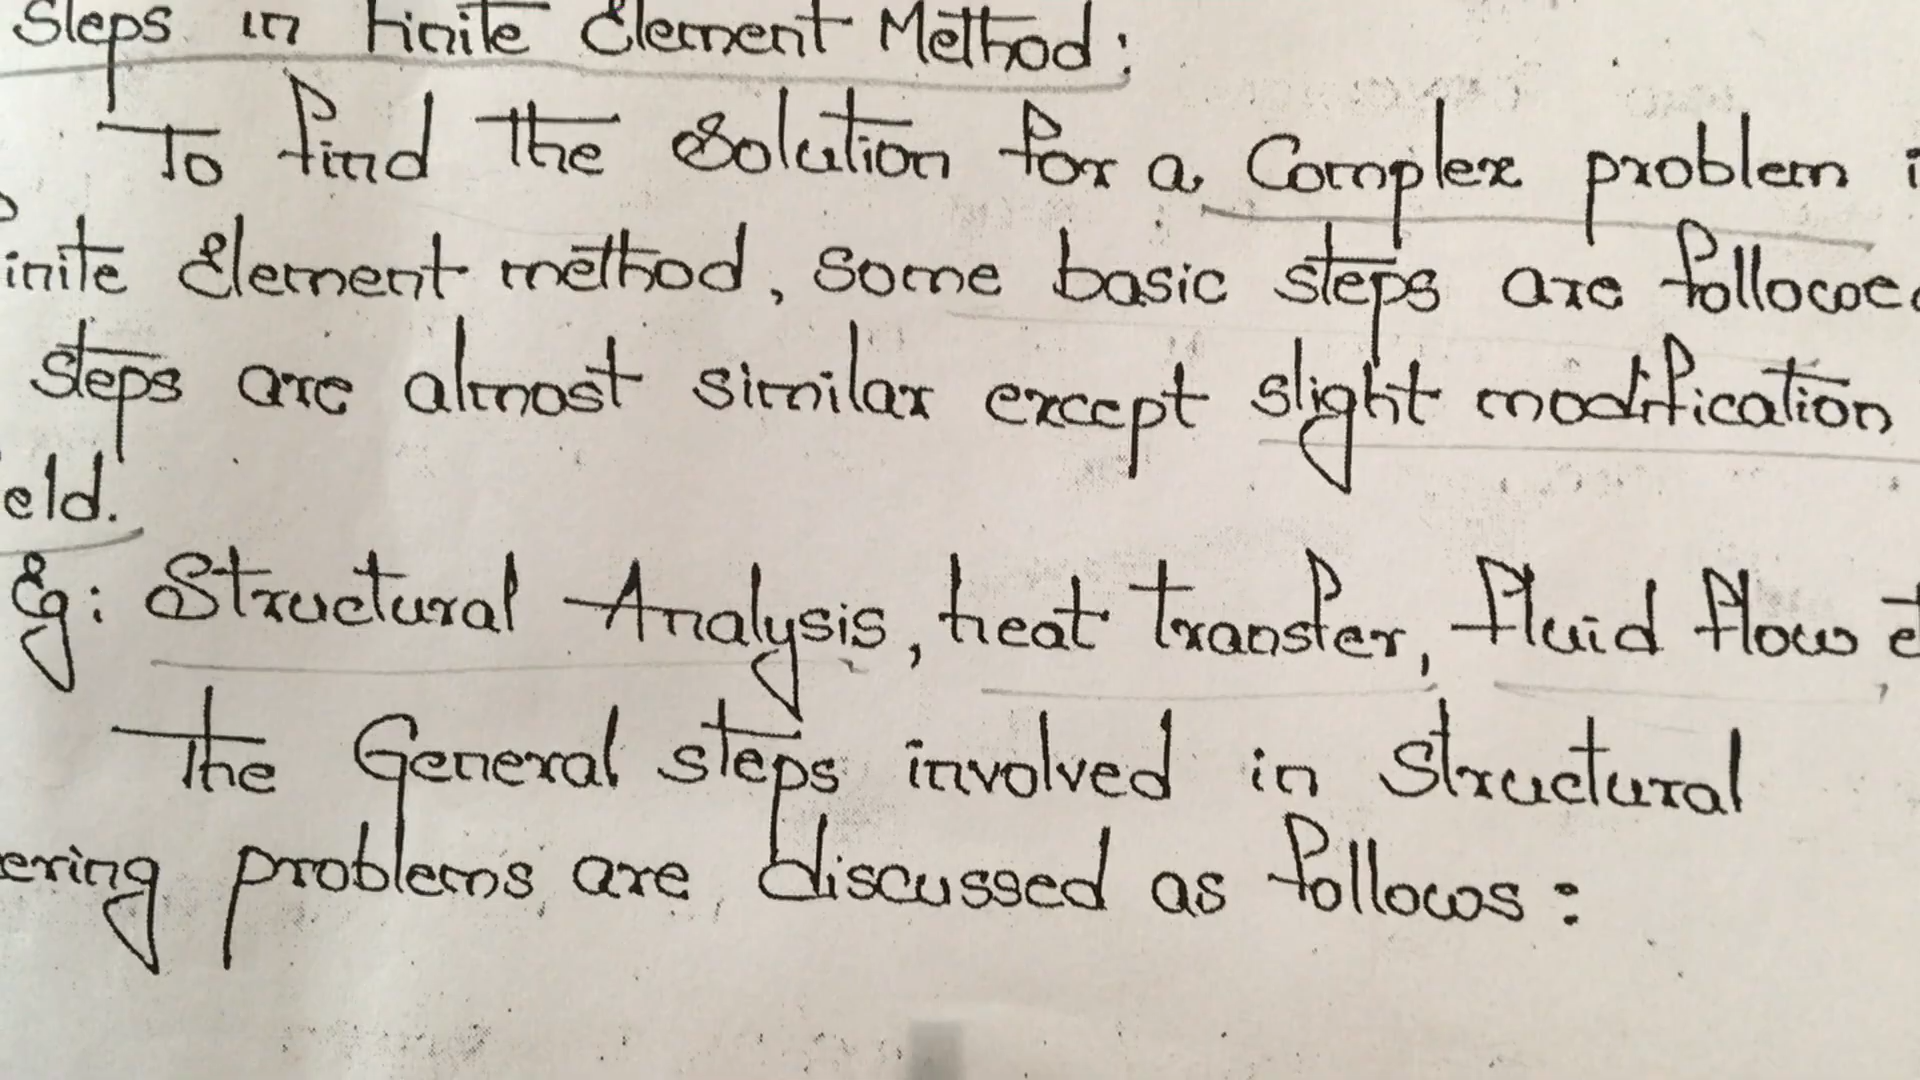 Steps in Finite Element Method:
To find the Solution for a Complex problem
inite Element method, some basic steps are followe
steps are almost similar except slight modification
eld.
Eg: Structural Analysis, heat transfer, fluid flow et
The General steps involved in Structural
ering problems are discussed as follows: